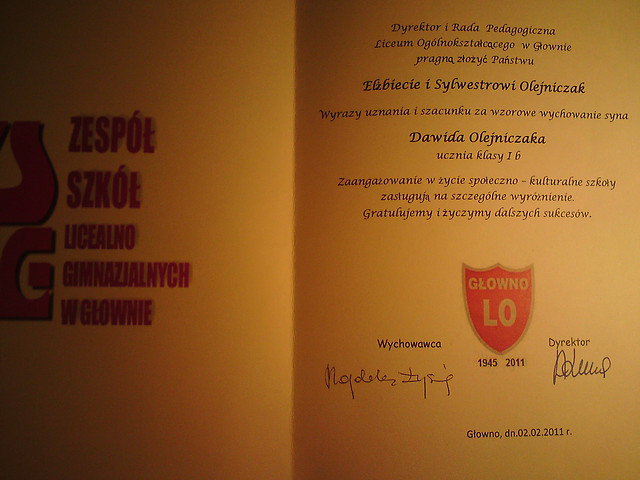 ZESPÓŁ
SZKÓŁ
LICEALNO
GIMNAZJALNYCH
W GŁOWNIE
Dyrektor i Rada Pedagogiczna
Liceum Ogólnokształcącego w Głownie
pragną złożyć Państwu
Elżbiecie i Sylwestrowi Olejniczak
Wyrazy uznania i szacunku za wzorowe wychowanie syna
Dawida Olejniczaka
ucznia klasy I b
Zaangażowanie w życie społeczno – kulturalne szkoły
zasługują na szczególne wyróżnienie.
Gratulujemy i życzymy dalszych sukcesów.
GŁOWNO
LO
1945 2011
Wychowawca
Dyrektor
Głowno, dn.02.02.2011 r.